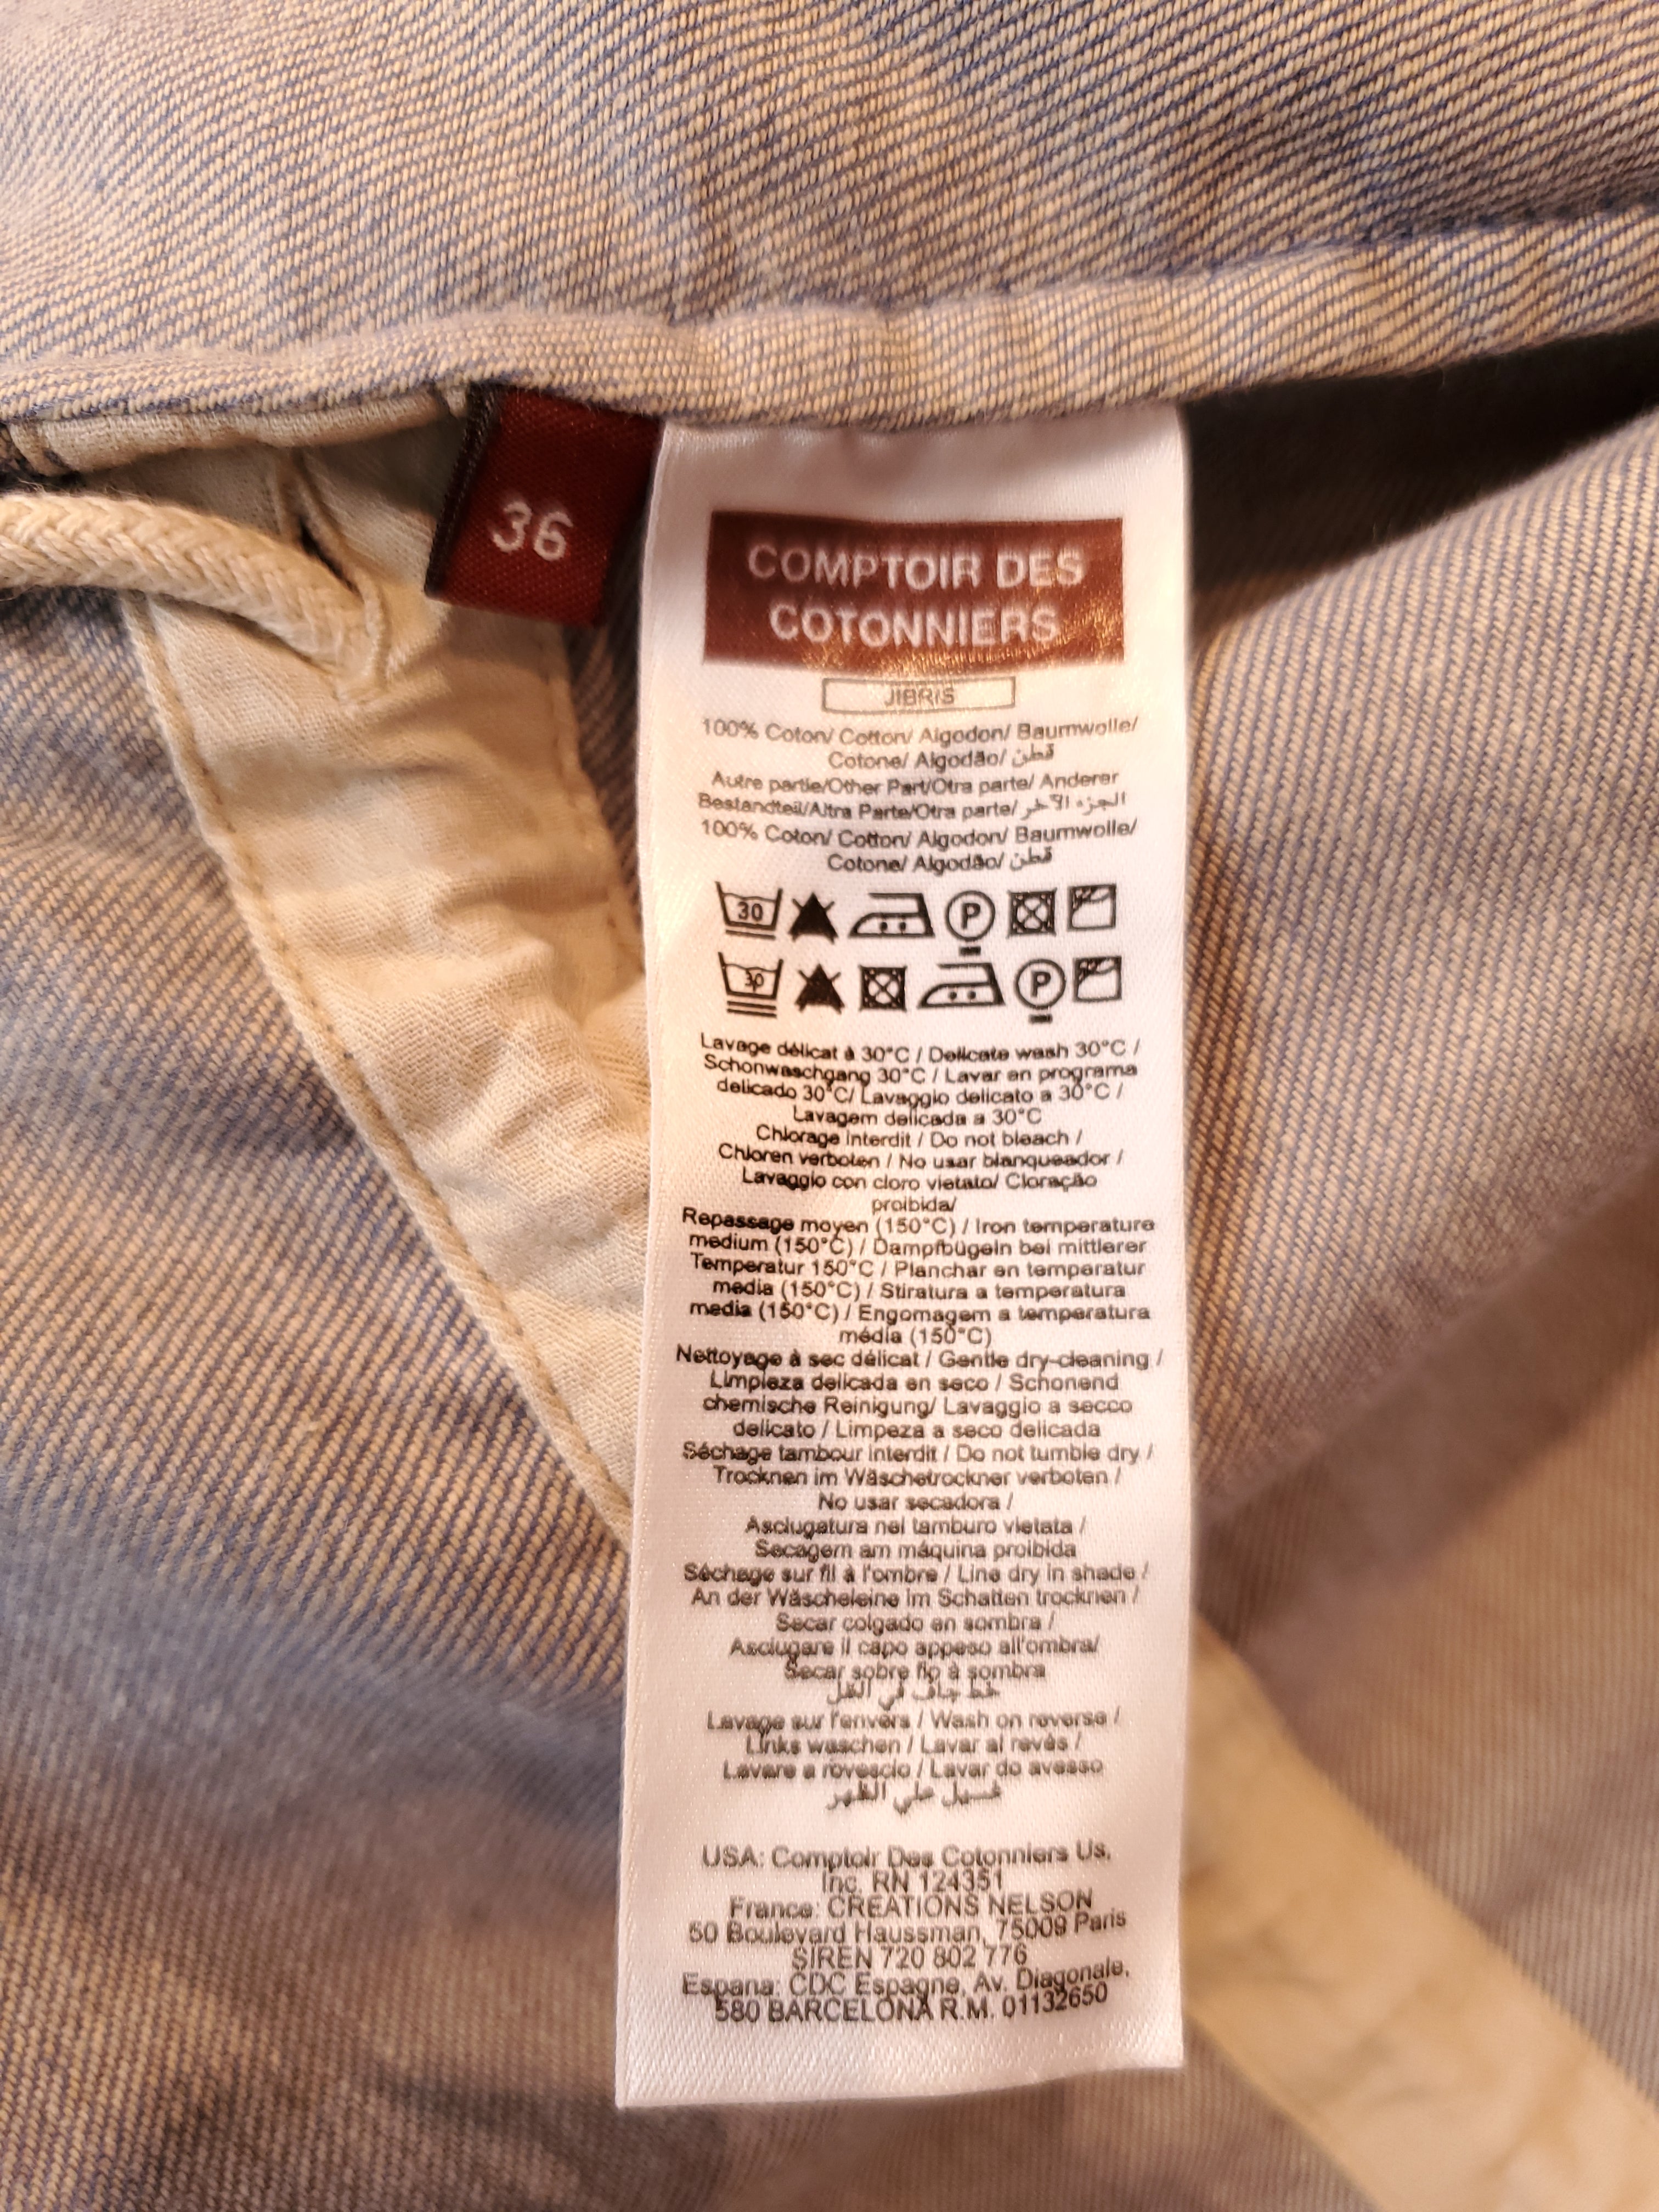 36
COMPTOIR DES
COTONNIERS
JIBRIS
100% Coton/ Cotton/ Algodon/ Baumwolle/
Cotone/ Algodão/ قطن
Autre partie/Other Part/Otra parte/ Anderer
Bestandteil/Altra Parte/Otra parte/ الجزء الآخر
100% Coton/ Cotton/ Algodon/ Baumwolle/
Cotone/ Algodão/ قطن
30 P
30 P
Lavage délicat à 30°C / Delicate wash 30°C /
Schonwaschgang 30°C / Lavar en programa
delicado 30°C/ Lavaggio delicato a 30°C /
Lavagem delicada a 30°C
Chlorage interdit / Do not bleach /
Chloren verboten / No usar blanqueador /
Lavaggio con cloro vietato/ Cloração
proibida/
Repassage moyen (150°C) / Iron temperature
medium (150°C) / Dampfbügeln bei mittlerer
Temperatur 150°C / Planchar en temperatur
media (150°C) / Stiratura a temperatura
media (150°C) / Engomagem a temperatura
média (150°C)
Nettoyage à sec délicat / Gentle dry-cleaning /
Limpieza delicada en seco / Schonend
chemische Reinigung/ Lavaggio a secco
delicato / Limpeza a seco delicada
Séchage tambour interdit / Do not tumble dry /
Trocknen im Wäschetrockner verboten /
No usar secadora /
Asciugatura nel tamburo vietata /
Secagem am máquina proibida
Séchage sur fil à l'ombre / Line dry in shade /
An der Wäscheleine im Schatten trocknen /
Secar colgado en sombra /
Asciugare il capo appeso all'ombra/
Secar sobre fio à sombra
خط جاف في الظل
Lavage sur l'envers / Wash on reverse /
Links waschen / Lavar al revés /
Lavare a rovescio / Lavar do avesso
غسيل علي الظهر
USA: Comptoir Des Cotonniers Us.
Inc. RN 124351
France: CREATIONS NELSON
50 Boulevard Haussman, 75009 Paris
SIREN 720 802 776
Espana: CDC Espagne, Av. Diagonale,
580 BARCELONA R.M. 01132650